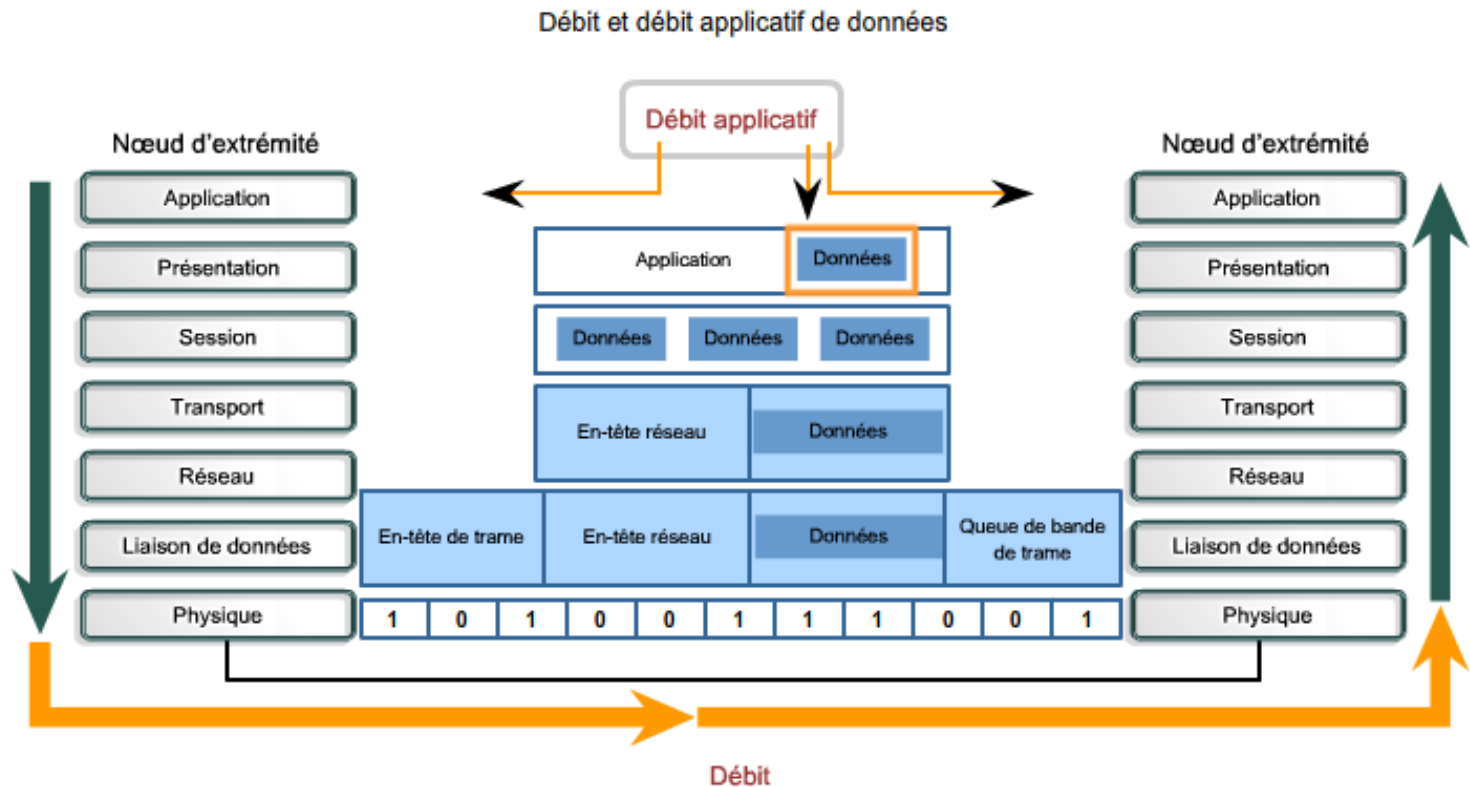 Débit et débit applicatif de données
Débit applicatif
Nœud d'extrémité
Nœud d'extrémité
Application
Présentation
Session
Transport
Réseau
Liaison de données
Physique
Application
Données
Données
Données
Données
En-tête réseau
Données
En-tête de trame
En-tête réseau
Données
Queue de bande
de trame
1 0 1 0 0 1 1 1 0 0 1
Application
Présentation
Session
Transport
Réseau
Liaison de données
Physique
Débit